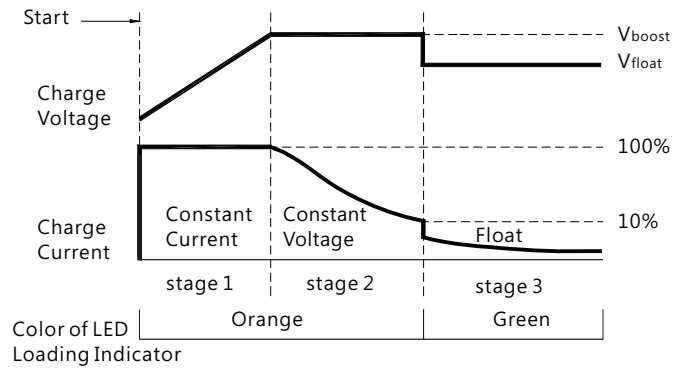 Start
Vboost
Vfloat
Charge
Voltage
100%
Constant
Current
Constant
Voltage
10%
Float
Charge
Current
stage 1
stage 2
stage 3
Orange
Green
Color of LED
Loading Indicator